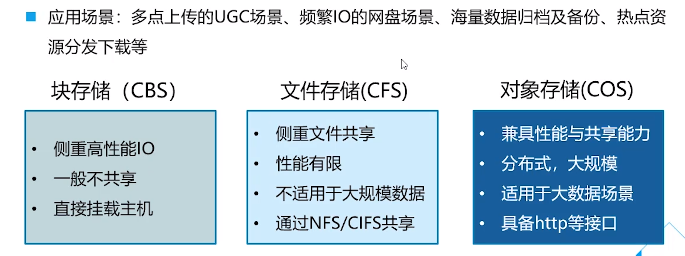 应用场景：多点上传的UGC场景、频繁IO的网盘场景、海量数据归档及备份、热点资
源分发下载等
块存储（CBS）
侧重高性能IO
一般不共享
直接挂载主机
文件存储(CFS)
侧重文件共享
性能有限
不适用于大规模数据
通过NFS/CIFS共享
对象存储(COS)
兼具性能与共享能力
分布式，大规模
适用于大数据场景
具备http等接口